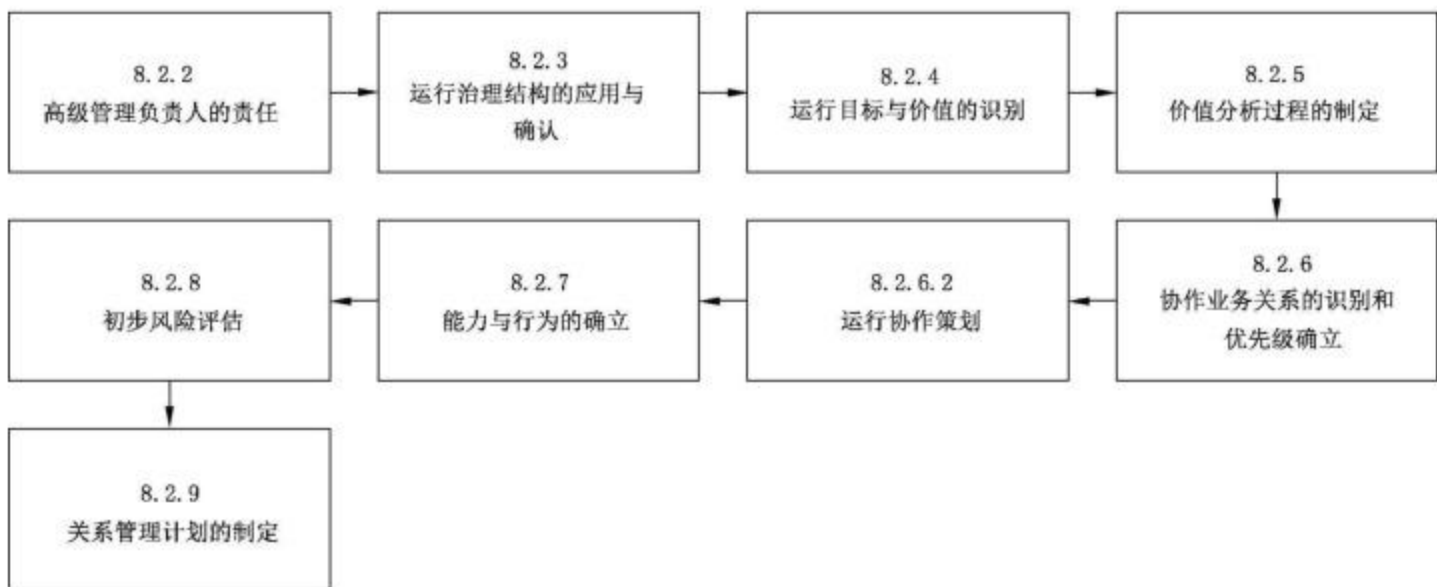 8.2.2
高级管理负责人的责任
8.2.3
运行治理结构的应用与
确认
8.2.4
运行目标与价值的识别
8.2.5
价值分析过程的制定
8.2.6
协作业务关系的识别和
优先级确立
8.2.6.2
运行协作策划
8.2.7
能力与行为的确立
8.2.8
初步风险评估
8.2.9
关系管理计划的制定